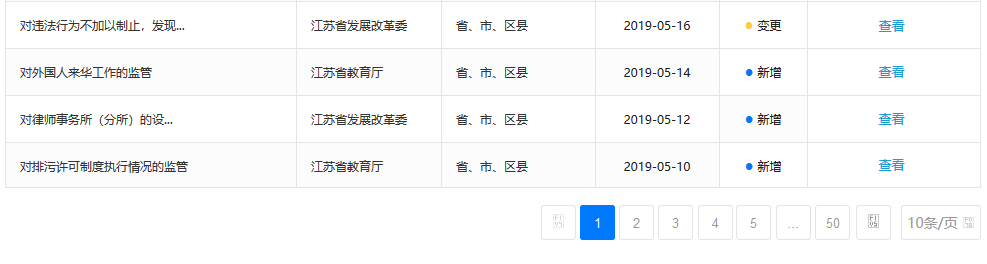 对违法行为不加以制止，发现... 江苏省发展改革委 省、市、区县 2019-05-16 变更 查看
对外国人来华工作的监管 江苏省教育厅 省、市、区县 2019-05-14 新增 查看
对律师事务所（分所）的设... 江苏省发展改革委 省、市、区县 2019-05-12 新增 查看
对排污许可制度执行情况的监管 江苏省教育厅 省、市、区县 2019-05-10 新增 查看
1 2 3 4 5 ... 50 10条/页